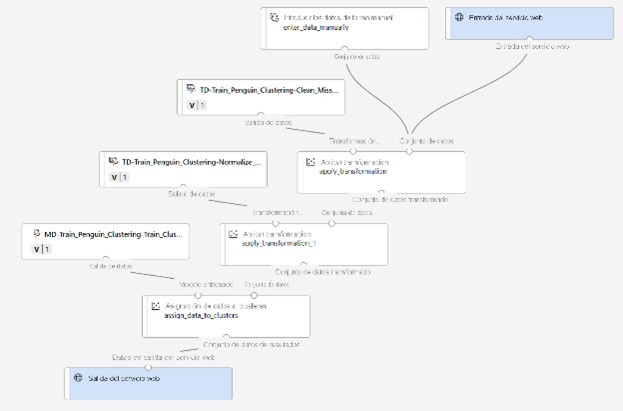 Introducir los datos de forma manual
enter_data_manually
Conjunto de datos
Entrada del servicio web
Entrada del servicio web
TD-Train_Penguin_Clustering-Clean_Miss...
V 1
Salida de datos
Transformación
Conjunto de datos
Aplicar transformation
apply_transformation
Conjunto de datos transformado
TD-Train_Penguin_Clustering-Normalize_...
V 1
Salida de datos
Transformación
Conjunto de datos
Aplicar transformation
apply_transformation_1
Conjunto de datos transformado
MD-Train_Penguin_Clustering-Train_Clus...
V 1
Salida de datos
Modelo entrenado
Conjunto de datos
Asignación de datos a clústeres
assign_data_to_clusters
Conjunto de datos de resultados
Datos de salida del servicio web
Salida del servicio web